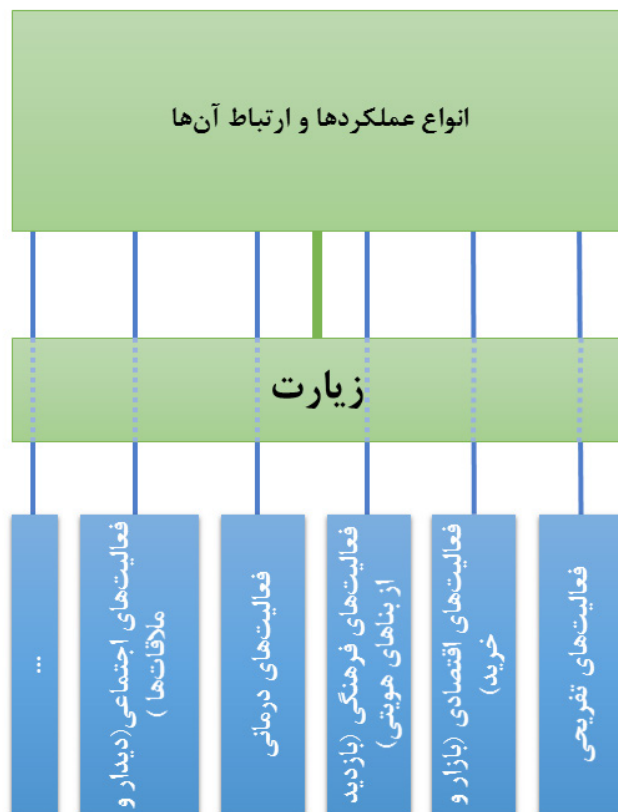 انواع عملکردها و ارتباط آن‌ها
زیارت
فعالیت‌های تفریحی
فعالیت‌های اقتصادی (بازار و
خرید)
فعالیت‌های فرهنگی (بازدید
از بناهای هویتی)
فعالیت‌های درمانی
فعالیت‌های اجتماعی(دیدار و
ملاقات‌ها )
...